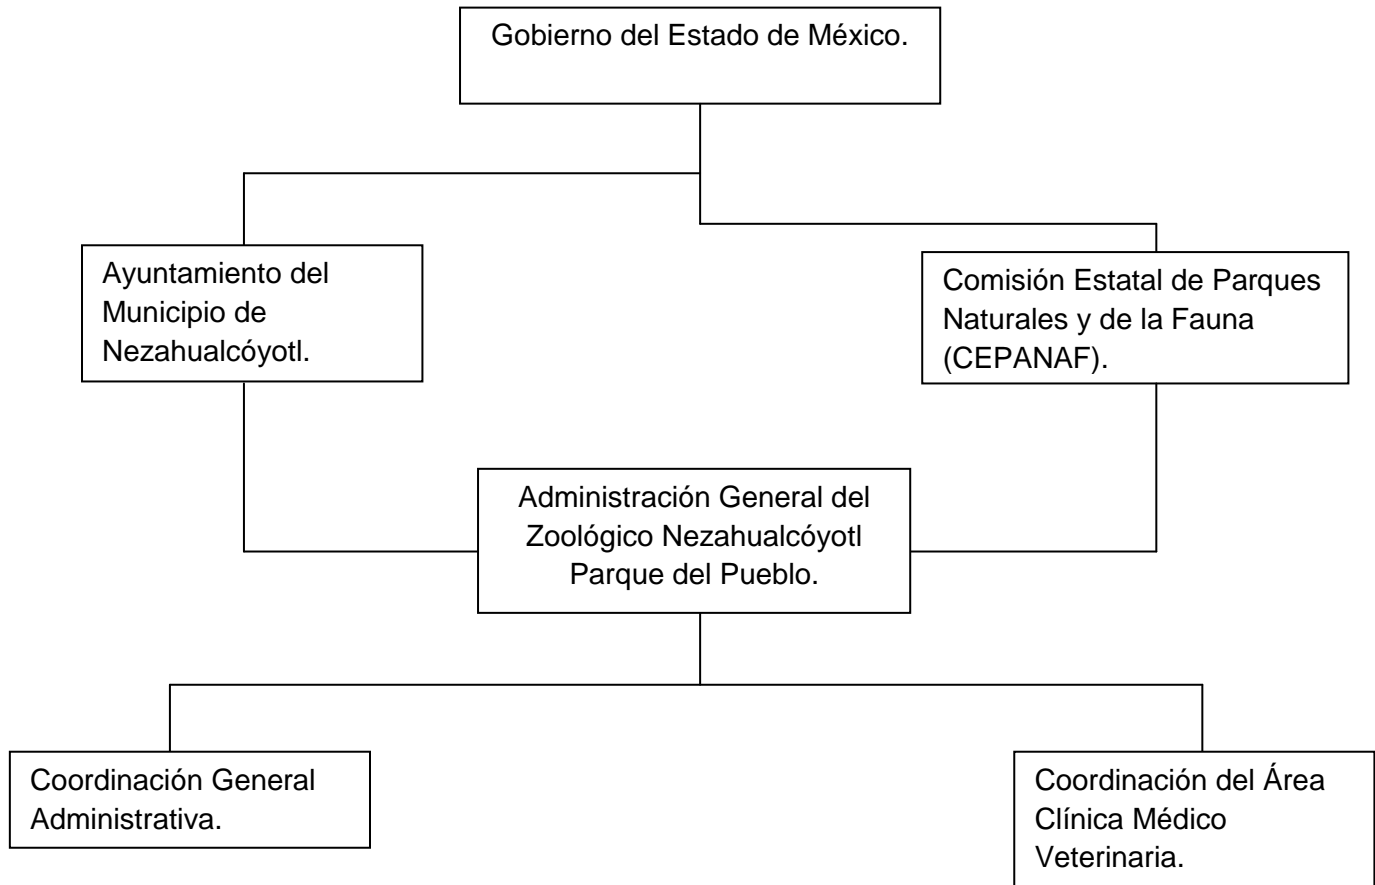 Gobierno del Estado de México.
Ayuntamiento del
Municipio de
Nezahualcóyotl.
Comisión Estatal de Parques
Naturales y de la Fauna
(CEPANAF).
Administración General del
Zoológico Nezahualcóyotl
Parque del Pueblo.
Coordinación General
Administrativa.
Coordinación del Área
Clínica Médico
Veterinaria.